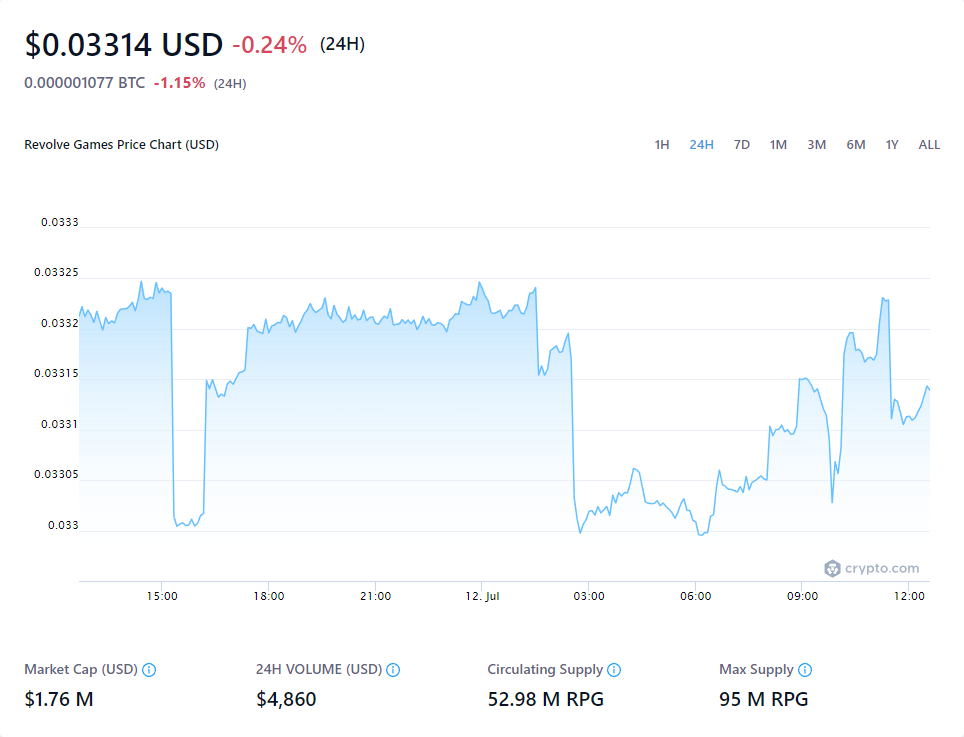 $0.03314 USD -0.24% (24H)
0.000001077 BTC -1.15% (24H)
Revolve Games Price Chart (USD) 1H 24H 7D 1M 3M 6M 1Y ALL
0.0333
0.03325
0.0332
0.03315
0.0331
0.03305
0.033
crypto.com
15:00 18:00 21:00 12. Jul 03:00 06:00 09:00 12:00
Market Cap (USD) 24H VOLUME (USD) Circulating Supply Max Supply
$1.76 M $4,860 52.98 M RPG 95 M RPG